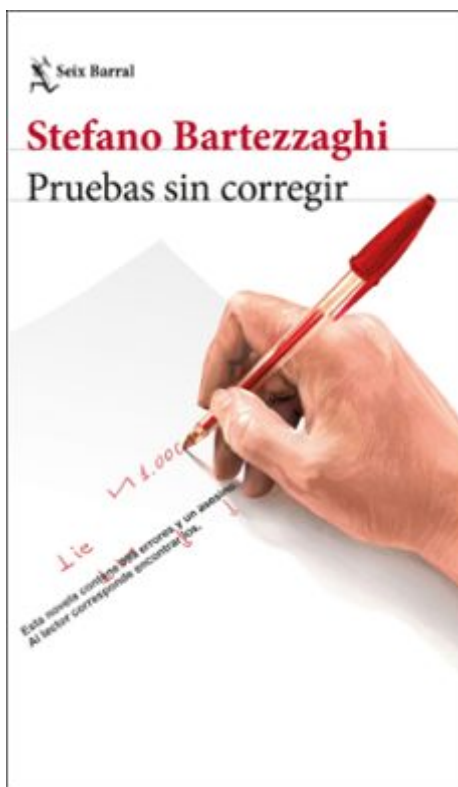 Seix Barral
Stefano Bartezzaghi
Pruebas sin corregir
1.000
ie
Esta novela contiene errores y un asesino.
Al lector corresponde encontrarlos.